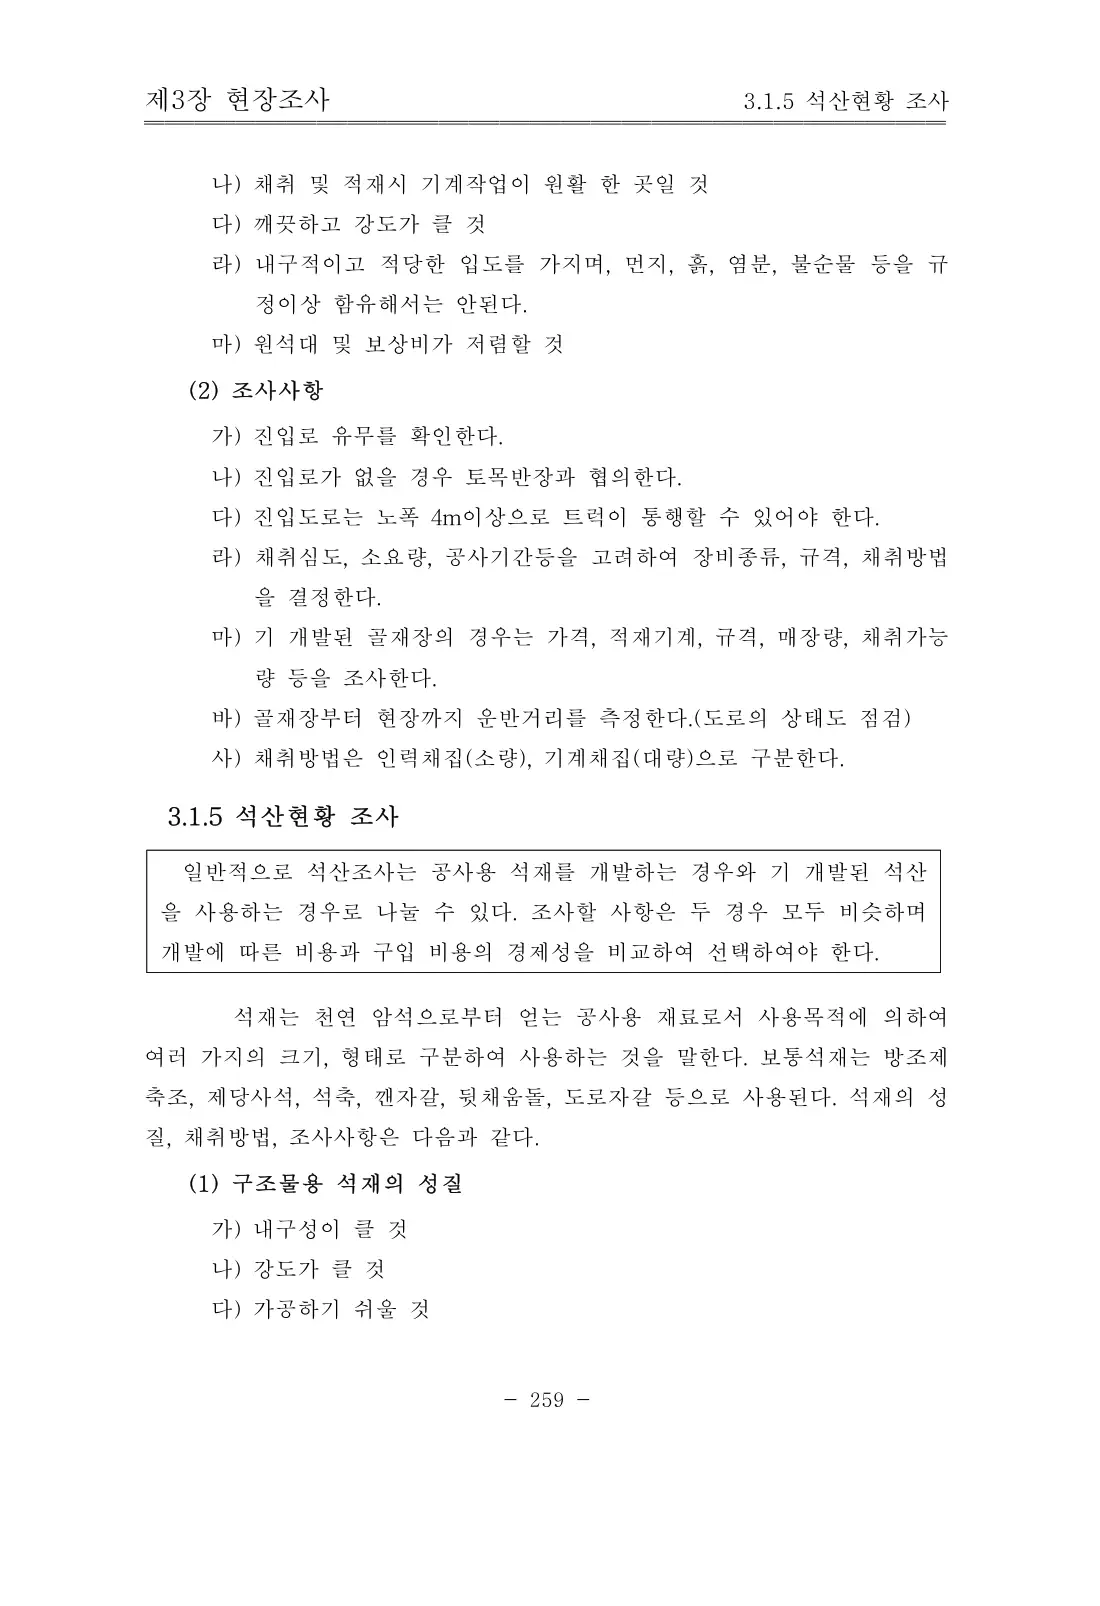 제3장 현장조사 3.1.5 석산현황 조사
나) 채취 및 적재시 기계작업이 원활 한 곳일 것
다) 깨끗하고 강도가 클 것
라) 내구적이고 적당한 입도를 가지며, 먼지, 흙, 염분, 불순물 등을 규
정이상 함유해서는 안된다.
마) 원석대 및 보상비가 저렴할 것
(2) 조사사항
가) 진입로 유무를 확인한다.
나) 진입로가 없을 경우 토목반장과 협의한다.
다) 진입도로는 노폭 4m이상으로 트럭이 통행할 수 있어야 한다.
라) 채취심도, 소요량, 공사기간등을 고려하여 장비종류, 규격, 채취방법
을 결정한다.
마) 기 개발된 골재장의 경우는 가격, 적재기계, 규격, 매장량, 채취가능
량 등을 조사한다.
바) 골재장부터 현장까지 운반거리를 측정한다.(도로의 상태도 점검)
사) 채취방법은 인력채집(소량), 기계채집(대량)으로 구분한다.
3.1.5 석산현황 조사
일반적으로 석산조사는 공사용 석재를 개발하는 경우와 기 개발된 석산
을 사용하는 경우로 나눌 수 있다. 조사할 사항은 두 경우 모두 비슷하며
개발에 따른 비용과 구입 비용의 경제성을 비교하여 선택하여야 한다.
석재는 천연 암석으로부터 얻는 공사용 재료로서 사용목적에 의하여
여러 가지의 크기, 형태로 구분하여 사용하는 것을 말한다. 보통석재는 방조제
축조, 제당사석, 석축, 깬자갈, 뒷채움돌, 도로자갈 등으로 사용된다. 석재의 성
질, 채취방법, 조사사항은 다음과 같다.
(1) 구조물용 석재의 성질
가) 내구성이 클 것
나) 강도가 클 것
다) 가공하기 쉬울 것
- 259 -